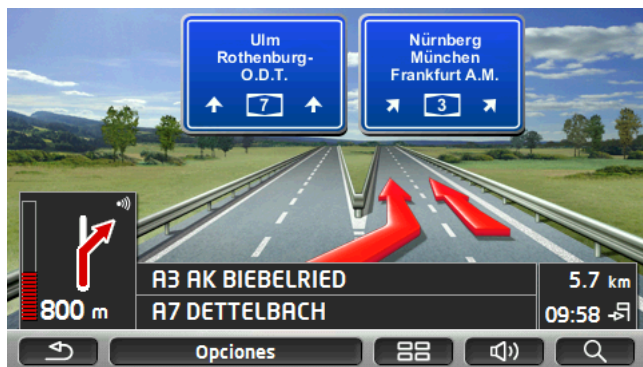 Ulm
Rothenburg-
O.D.T.
7
Nürnberg
München
Frankfurt A.M.
3
800 m
A3 AK BIEBELRIED
5.7 km
A7 DETTELBACH
09:58
Opciones